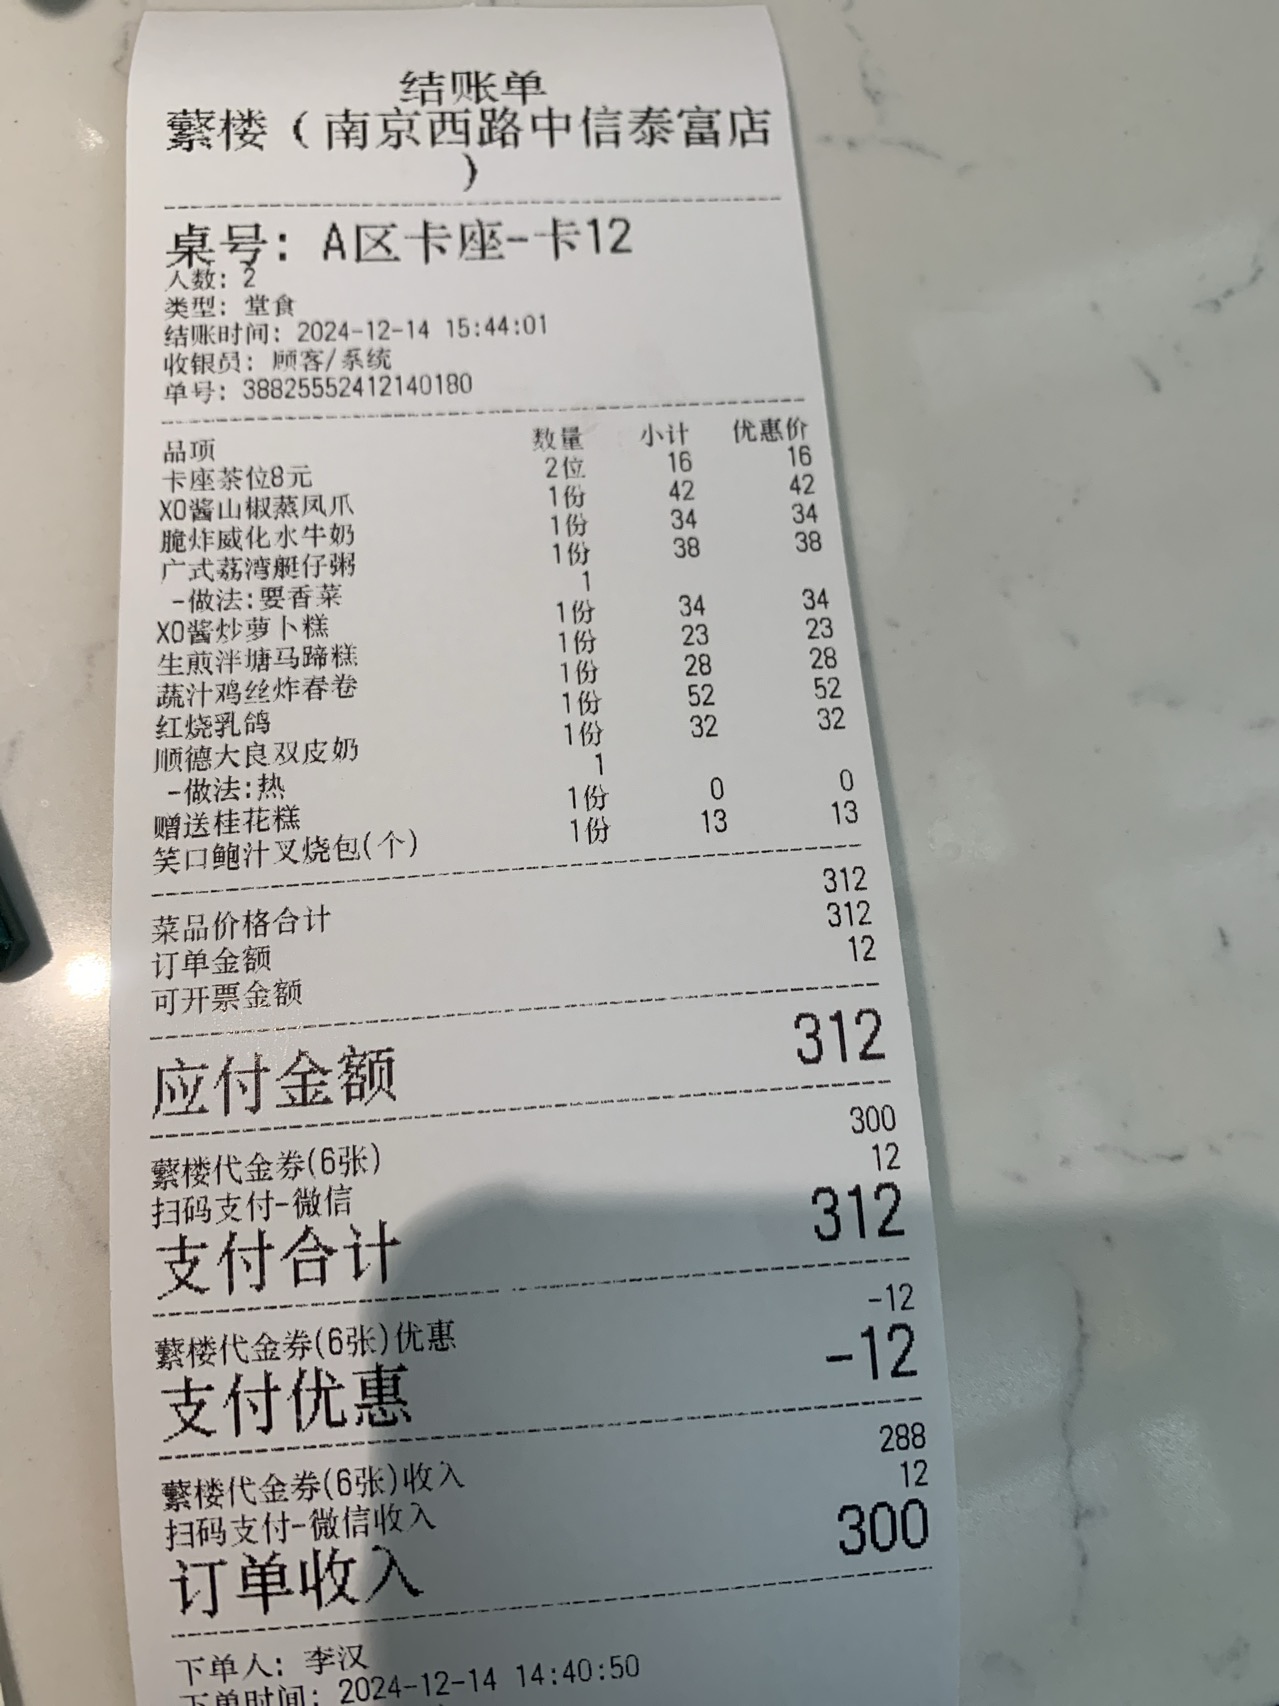 结账单
蘩楼（南京西路中信泰富店
）
桌号: A区卡座-卡12
人数: 2
类型: 堂食
结账时间: 2024-12-14 15:44:01
收银员: 顾客/系统
单号: 38825552412140180
品项 数量 小计 优惠价
卡座茶位8元 2位 16 16
XO酱山椒蒸凤爪 1份 42 42
脆炸威化水牛奶 1份 34 34
广式荔湾艇仔粥 1份 38 38
-做法:要香菜 1
XO酱炒萝卜糕 1份 34 34
生煎泮塘马蹄糕 1份 23 23
蔬汁鸡丝炸春卷 1份 28 28
红烧乳鸽 1份 52 52
顺德大良双皮奶 1份 32 32
-做法:热 1
赠送桂花糕 1份 0 0
笑口鲍汁叉烧包(个) 1份 13 13
菜品价格合计 312
订单金额 312
可开票金额 12
应付金额 312
蘩楼代金券(6张) 300
扫码支付-微信 12
支付合计 312
蘩楼代金券(6张)优惠 -12
支付优惠 -12
蘩楼代金券(6张)收入 288
扫码支付-微信收入 12
订单收入 300
下单人: 李汉
下单时间: 2024-12-14 14:40:50